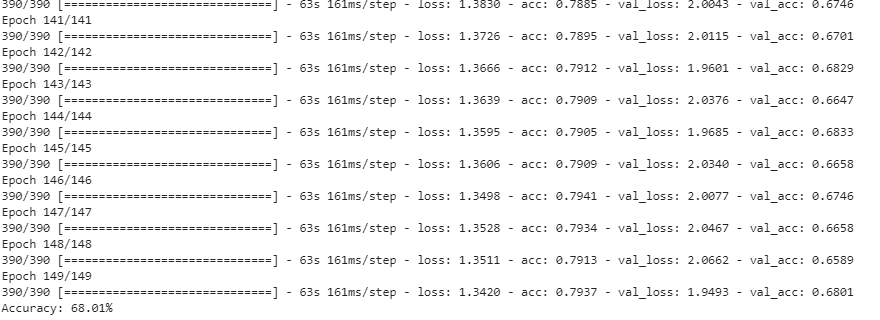 390/390 [==============================] - 63s 161ms/step - loss: 1.3830 - acc: 0.7885 - val_loss: 2.0043 - val_acc: 0.6746
Epoch 141/141
390/390 [==============================] - 63s 161ms/step - loss: 1.3726 - acc: 0.7895 - val_loss: 2.0115 - val_acc: 0.6701
Epoch 142/142
390/390 [==============================] - 63s 161ms/step - loss: 1.3666 - acc: 0.7912 - val_loss: 1.9601 - val_acc: 0.6829
Epoch 143/143
390/390 [==============================] - 63s 161ms/step - loss: 1.3639 - acc: 0.7909 - val_loss: 2.0376 - val_acc: 0.6647
Epoch 144/144
390/390 [==============================] - 63s 161ms/step - loss: 1.3595 - acc: 0.7905 - val_loss: 1.9685 - val_acc: 0.6833
Epoch 145/145
390/390 [==============================] - 63s 161ms/step - loss: 1.3606 - acc: 0.7909 - val_loss: 2.0340 - val_acc: 0.6658
Epoch 146/146
390/390 [==============================] - 63s 161ms/step - loss: 1.3498 - acc: 0.7941 - val_loss: 2.0077 - val_acc: 0.6746
Epoch 147/147
390/390 [==============================] - 63s 161ms/step - loss: 1.3528 - acc: 0.7934 - val_loss: 2.0467 - val_acc: 0.6658
Epoch 148/148
390/390 [==============================] - 63s 161ms/step - loss: 1.3511 - acc: 0.7913 - val_loss: 2.0662 - val_acc: 0.6589
Epoch 149/149
390/390 [==============================] - 63s 161ms/step - loss: 1.3420 - acc: 0.7937 - val_loss: 1.9493 - val_acc: 0.6801
Accuracy: 68.01%